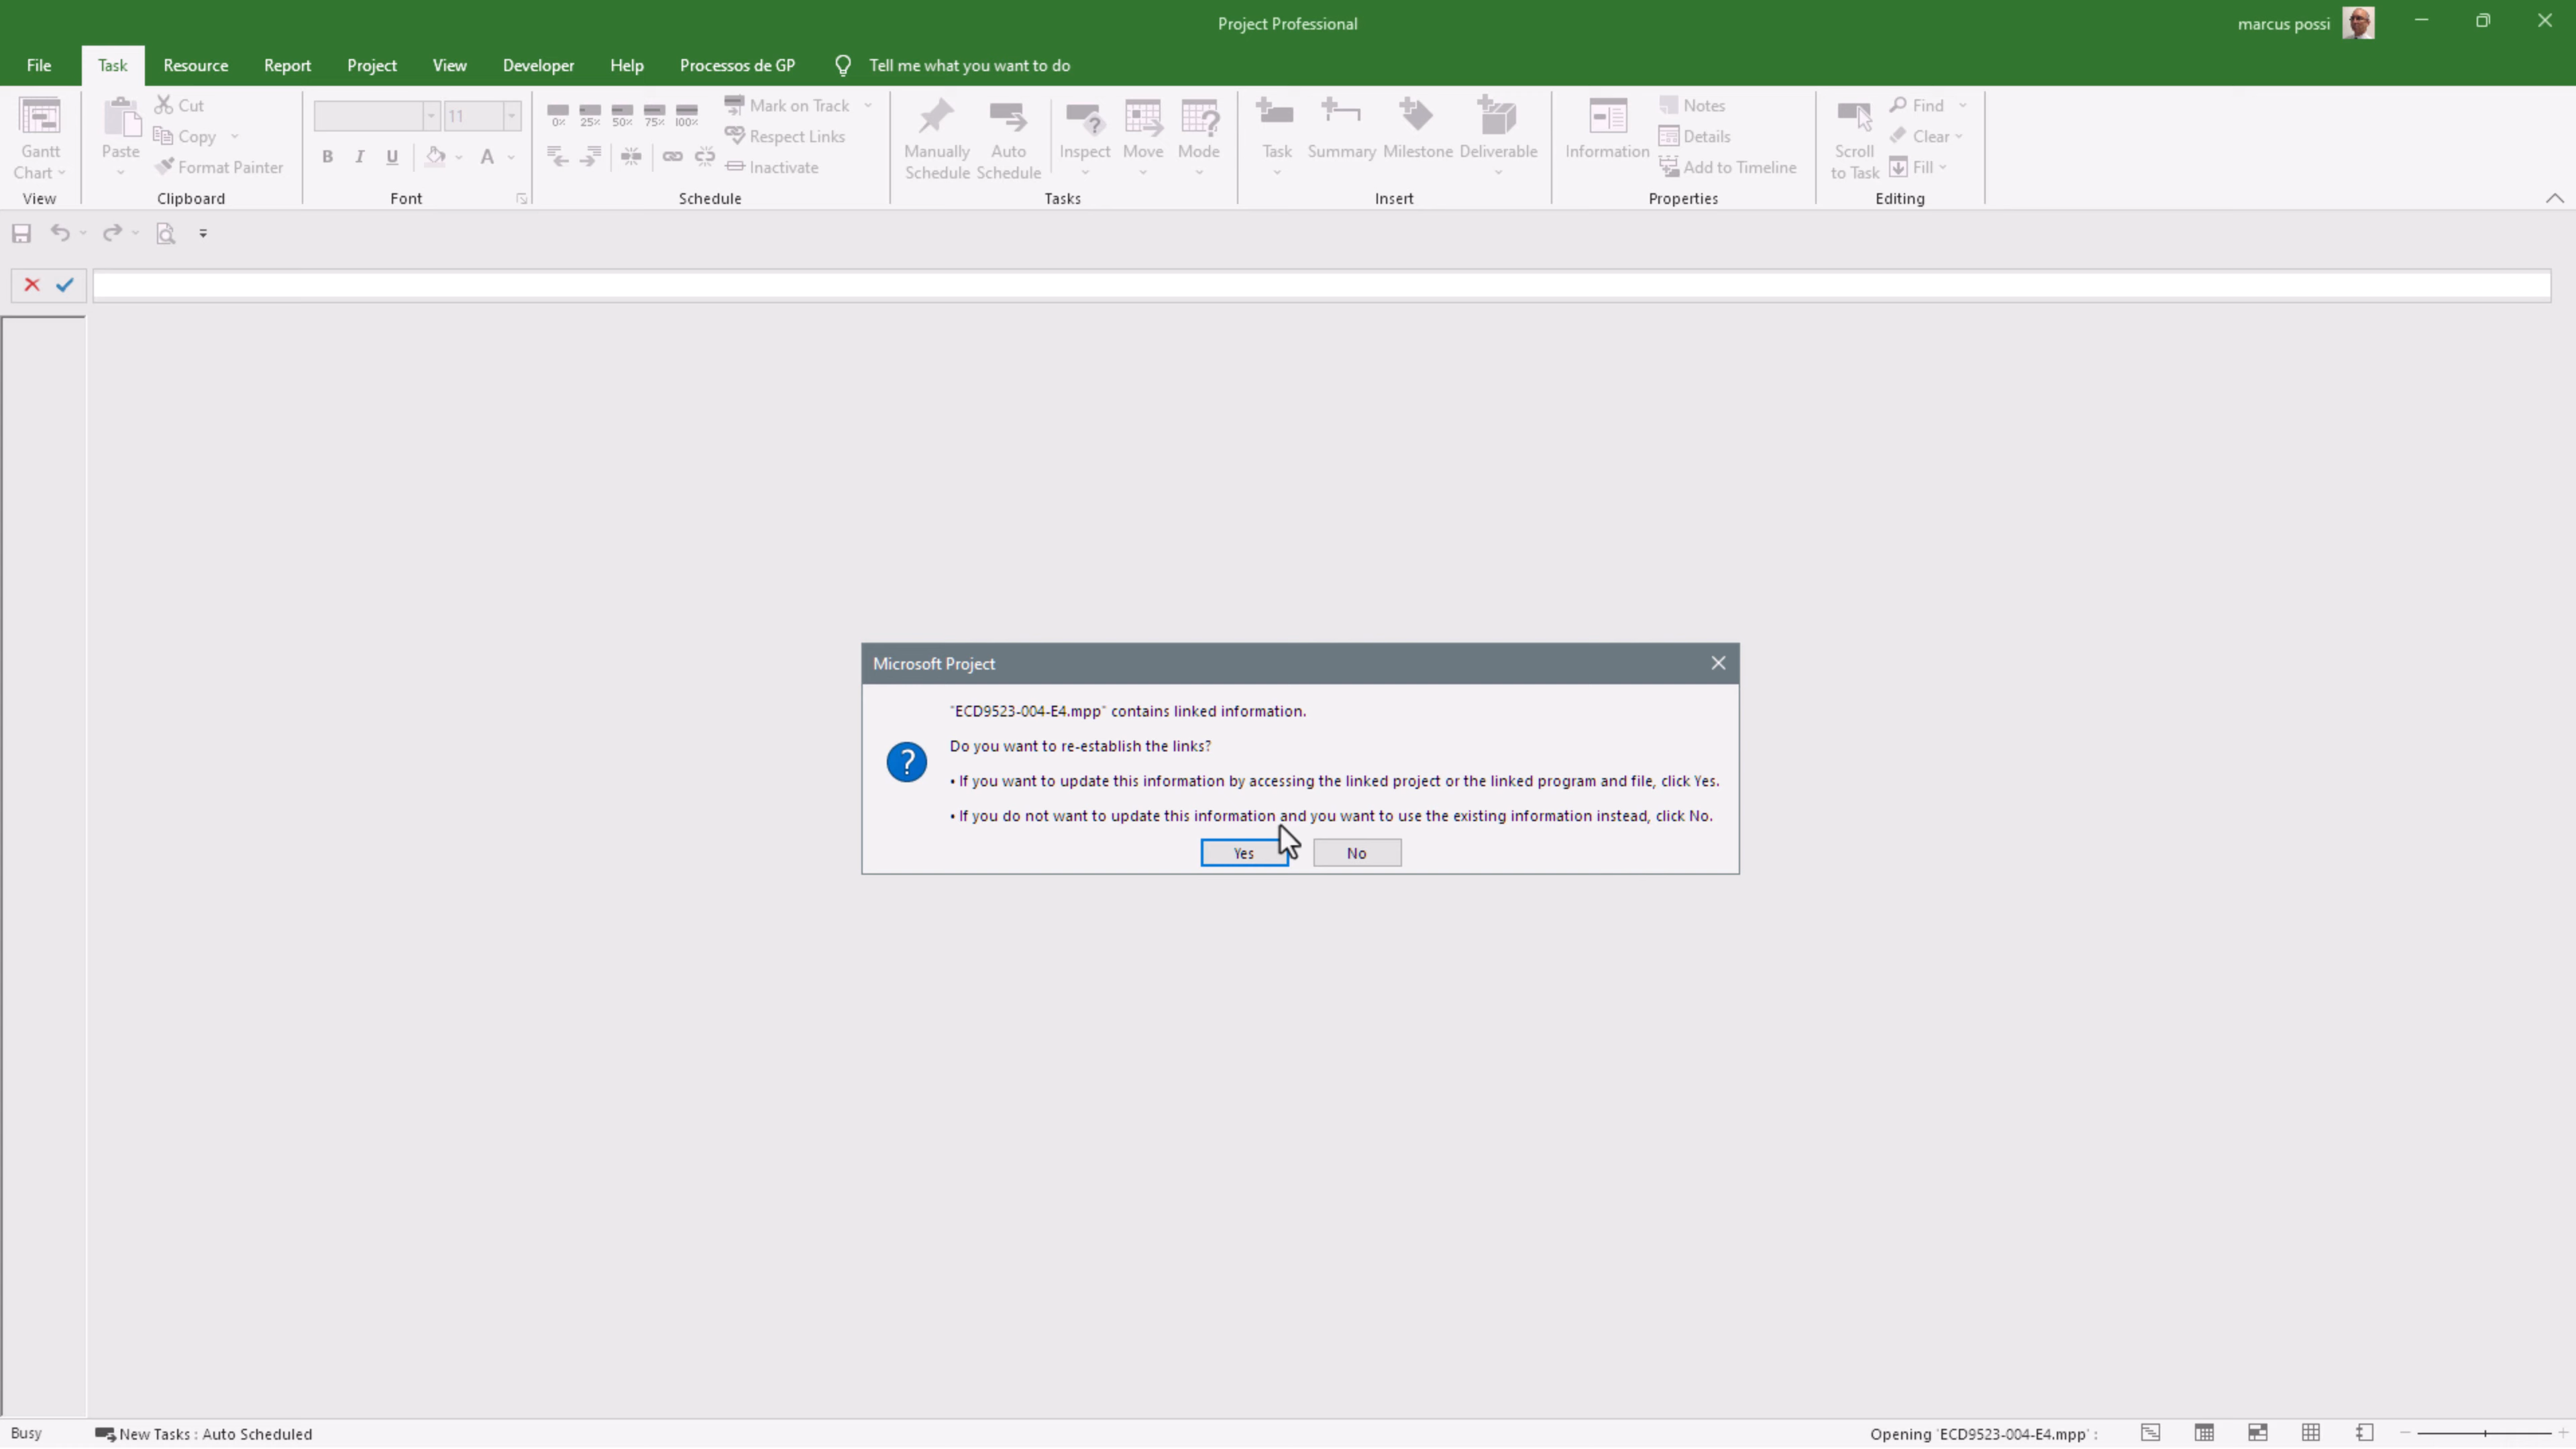 Project Professional
marcus possi
File Task Resource Report Project View Developer Help Processos de GP Tell me what you want to do
Gantt Chart
View
Paste
Cut
Copy
Format Painter
Clipboard
11
B I U A
Font
0% 25% 50% 75% 100%
Mark on Track
Respect Links
Inactivate
Schedule
Manually Schedule
Auto Schedule
Inspect
Move
Mode
Tasks
Task
Summary
Milestone
Deliverable
Insert
Information
Notes
Details
Add to Timeline
Properties
Scroll to Task
Find
Clear
Fill
Editing
Microsoft Project
"ECD9523-004-E4.mpp" contains linked information.
Do you want to re-establish the links?
• If you want to update this information by accessing the linked project or the linked program and file, click Yes.
• If you do not want to update this information and you want to use the existing information instead, click No.
Yes No
Busy New Tasks : Auto Scheduled Opening 'ECD9523-004-E4.mpp' :